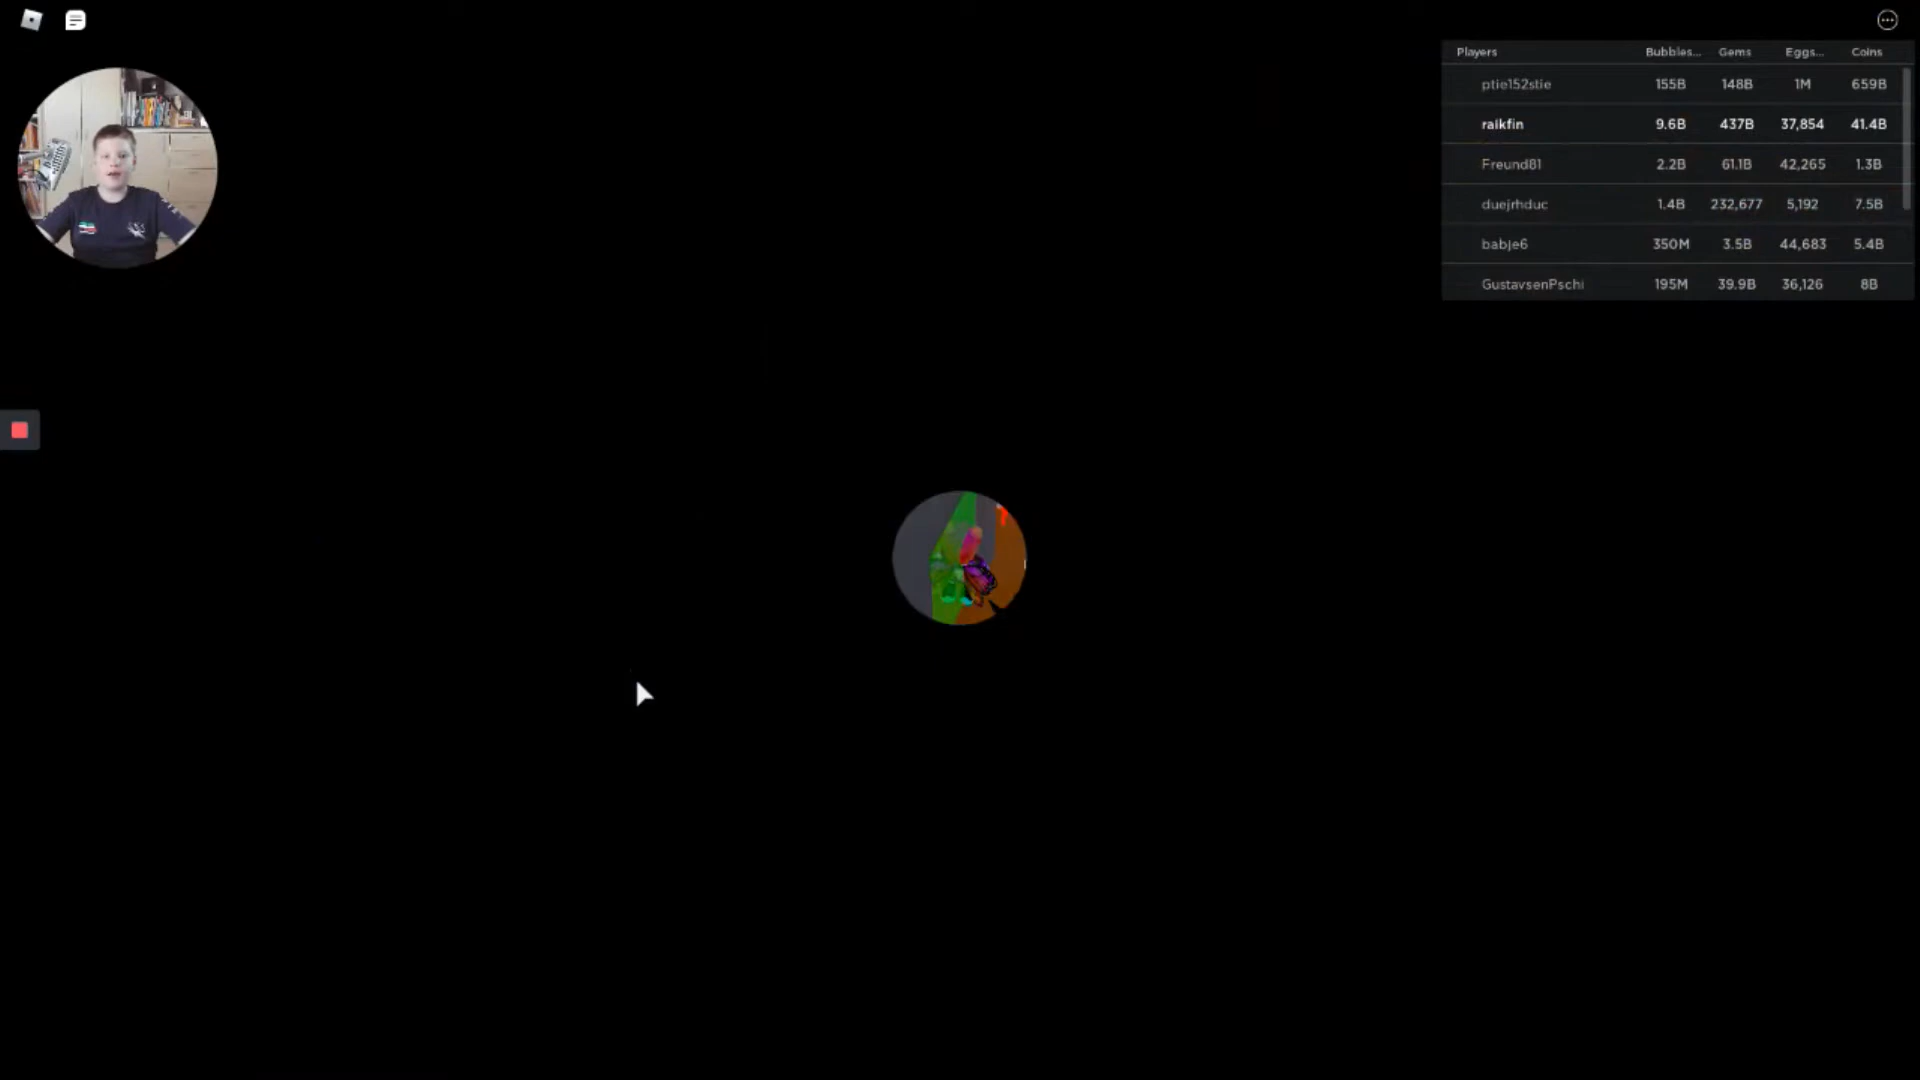 Players Bubbles... Gems Eggs... Coins
ptie152stie 155B 148B 1M 659B
raikfin 9.6B 437B 37,854 41.4B
Freund81 2.2B 61.1B 42,265 1.3B
duejrhduc 1.4B 232,677 5,192 7.5B
babje6 350M 3.5B 44,683 5.4B
GustavsenPschi 195M 39.9B 36,126 8B